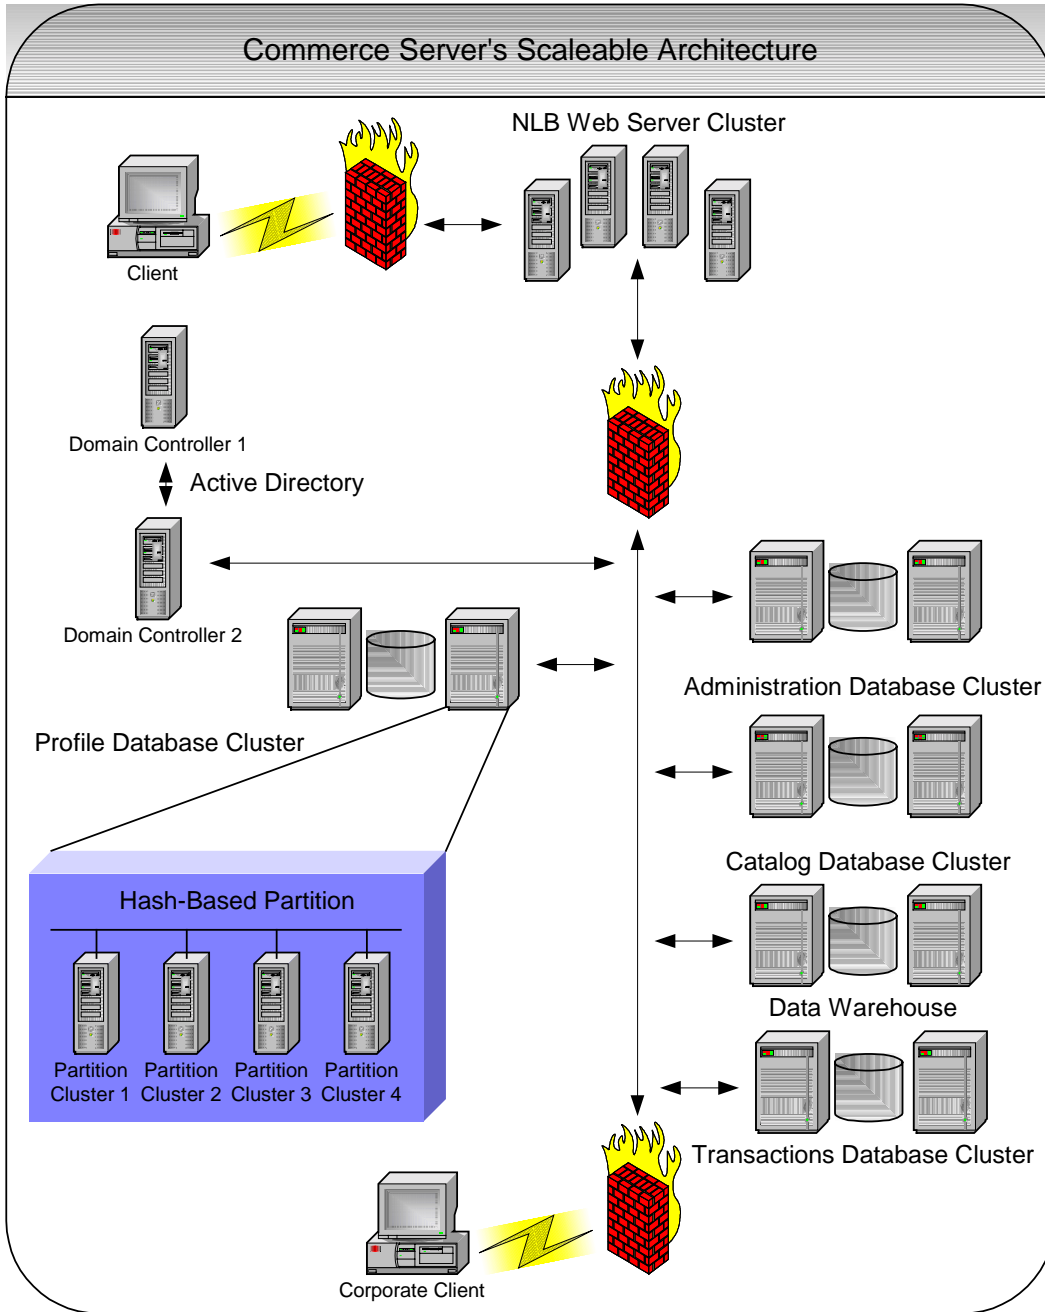 Commerce Server's Scaleable Architecture
NLB Web Server Cluster
Client
Domain Controller 1
Active Directory
Domain Controller 2
Administration Database Cluster
Profile Database Cluster
Catalog Database Cluster
Hash-Based Partition
Data Warehouse
Partition Cluster 1
Partition Cluster 2
Partition Cluster 3
Partition Cluster 4
Transactions Database Cluster
Corporate Client